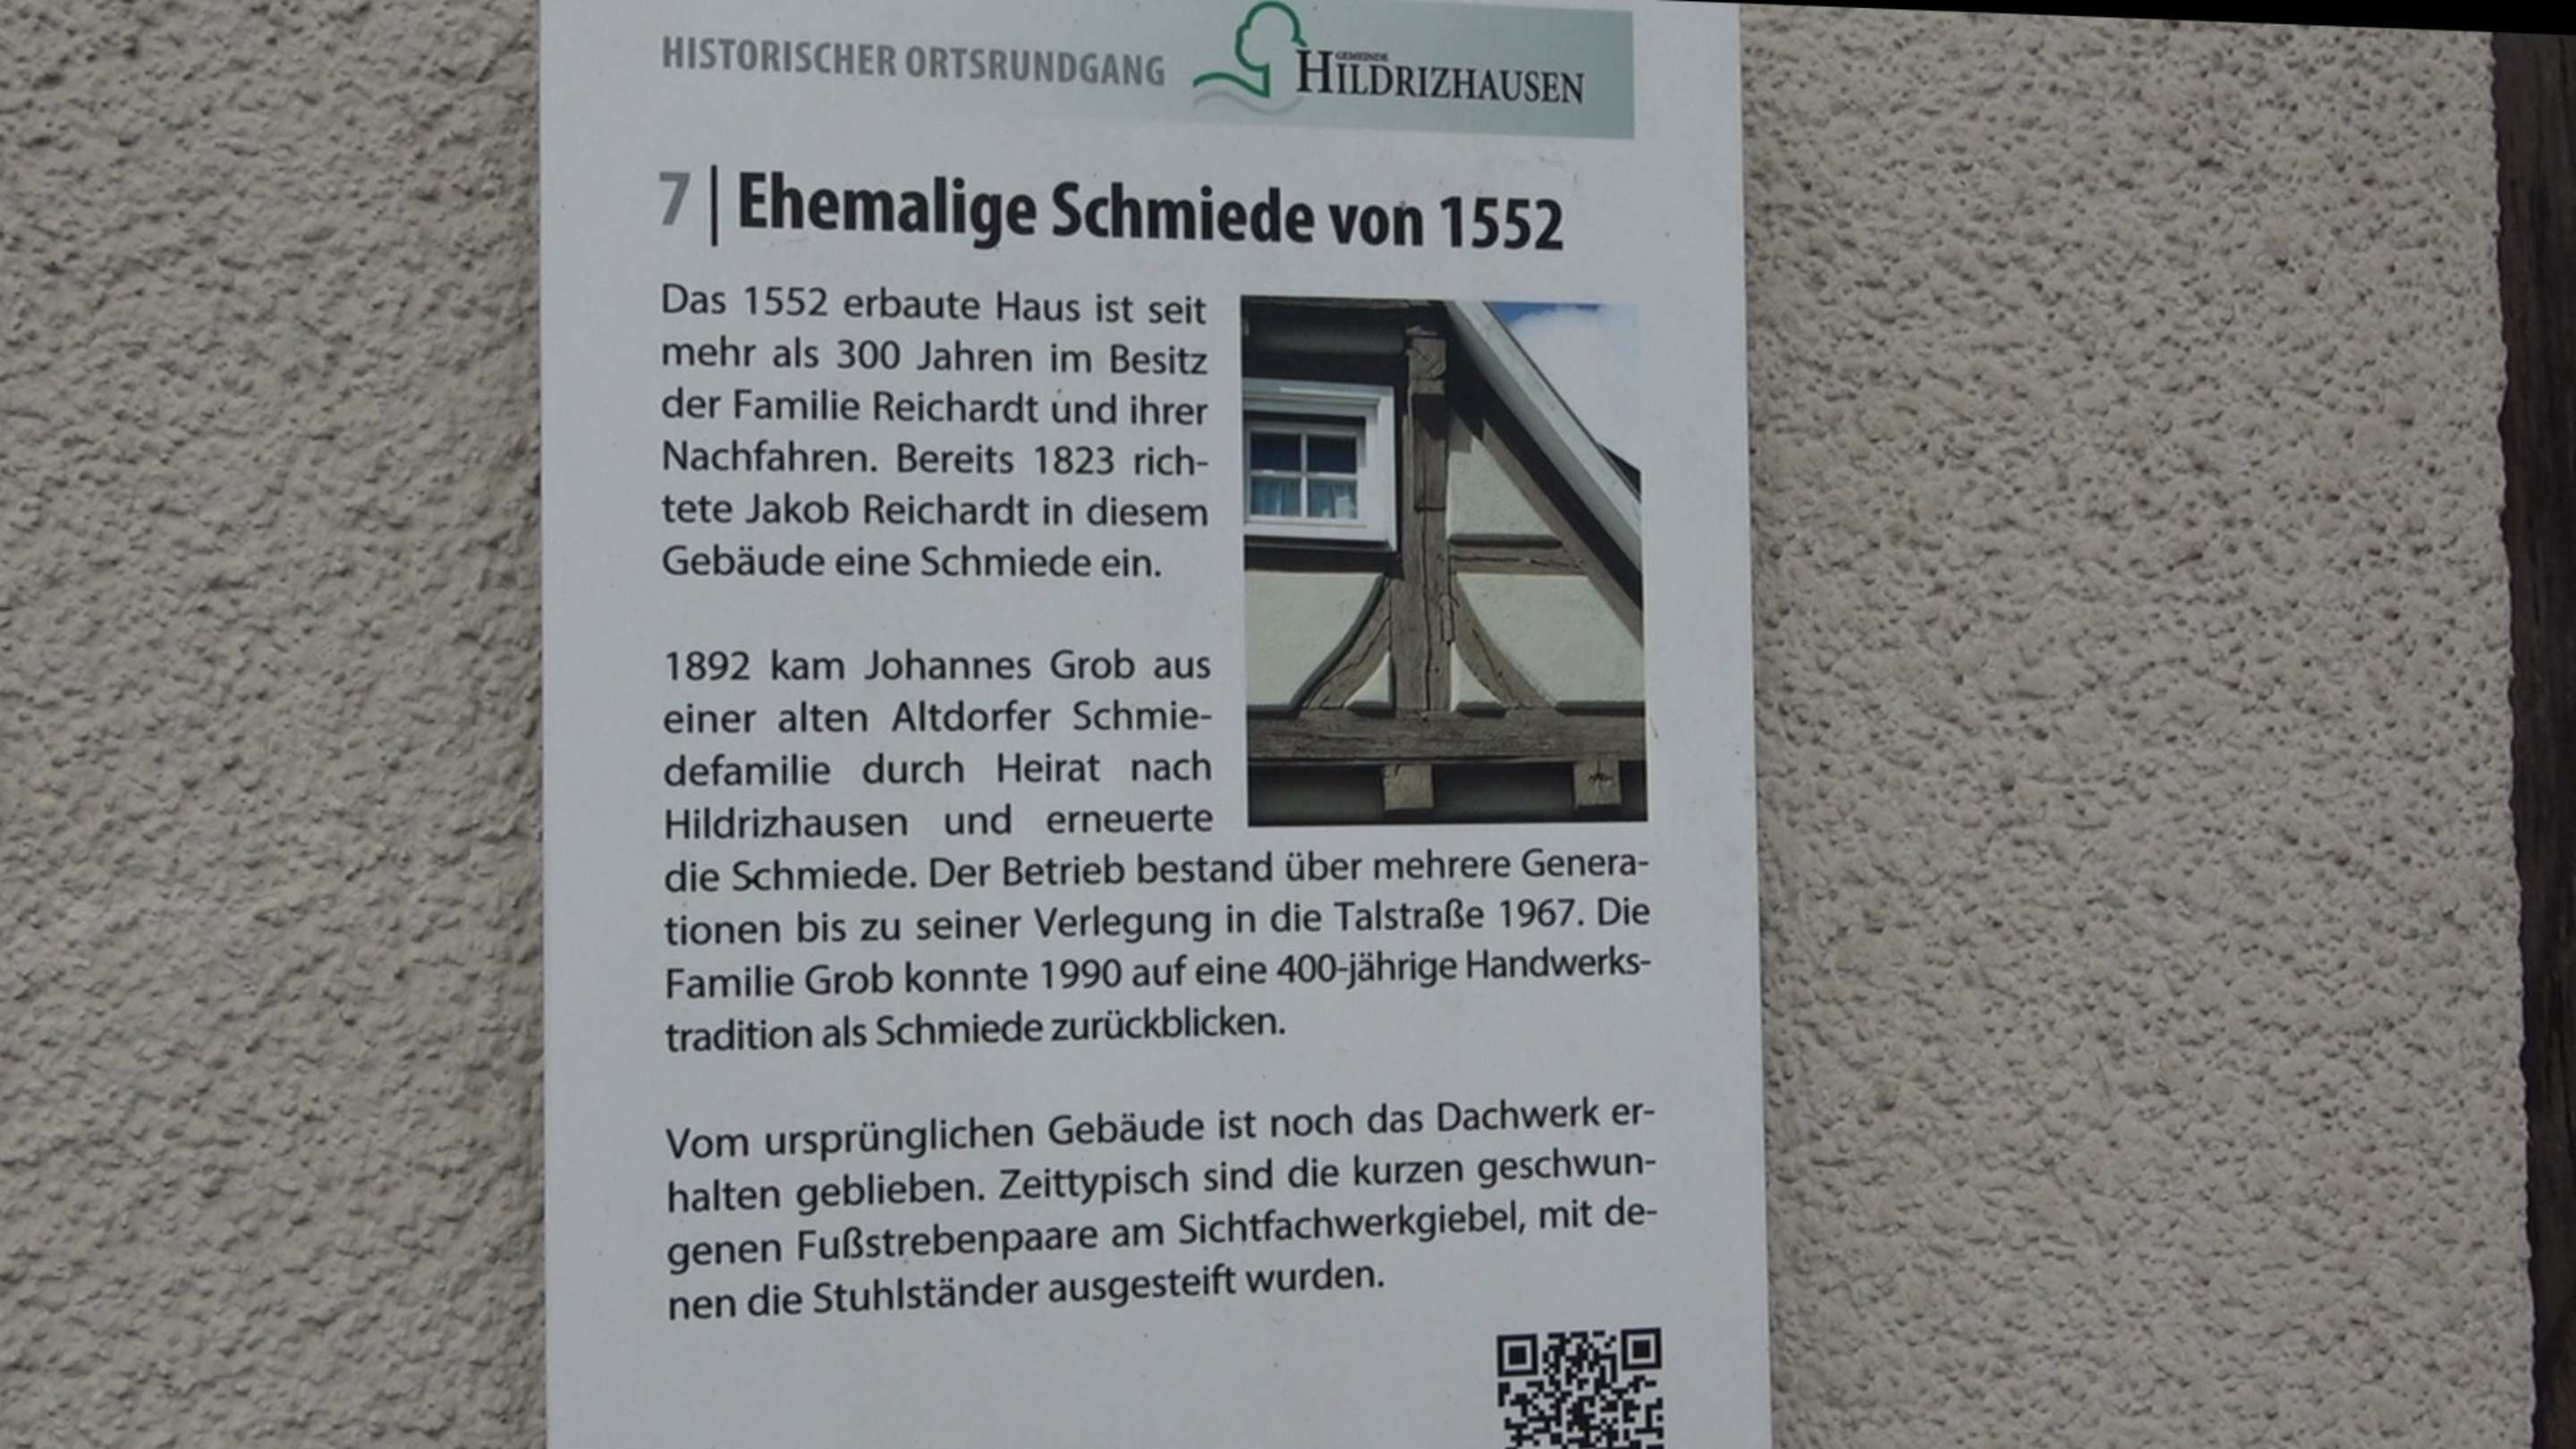 HISTORISCHER ORTSRUNDGANG
GEMEINDE
HILDRIZHAUSEN
7 | Ehemalige Schmiede von 1552
Das 1552 erbaute Haus ist seit
mehr als 300 Jahren im Besitz
der Familie Reichardt und ihrer
Nachfahren. Bereits 1823 rich-
tete Jakob Reichardt in diesem
Gebäude eine Schmiede ein.
1892 kam Johannes Grob aus
einer alten Altdorfer Schmie-
defamilie durch Heirat nach
Hildrizhausen und erneuerte
die Schmiede. Der Betrieb bestand über mehrere Genera-
tionen bis zu seiner Verlegung in die Talstraße 1967. Die
Familie Grob konnte 1990 auf eine 400-jährige Handwerks-
tradition als Schmiede zurückblicken.
Vom ursprünglichen Gebäude ist noch das Dachwerk er-
halten geblieben. Zeittypisch sind die kurzen geschwun-
genen Fußstrebenpaare am Sichtfachwerkgiebel, mit de-
nen die Stuhlständer ausgesteift wurden.